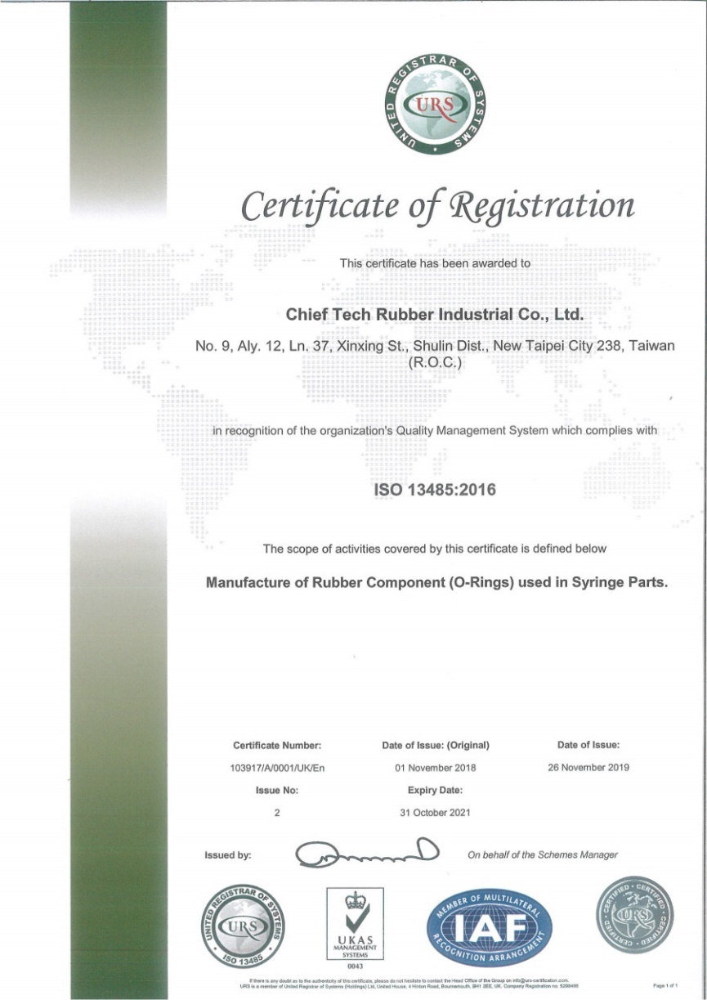 UNITED REGISTRAR OF SYSTEMS
URS
Certificate of Registration
This certificate has been awarded to
Chief Tech Rubber Industrial Co., Ltd.
No. 9, Aly. 12, Ln. 37, Xinxing St., Shulin Dist., New Taipei City 238, Taiwan
(R.O.C.)
in recognition of the organization's Quality Management System which complies with
ISO 13485:2016
The scope of activities covered by this certificate is defined below
Manufacture of Rubber Component (O-Rings) used in Syringe Parts.
Certificate Number: Date of Issue: (Original) Date of Issue:
103917/A/0001/UK/En 01 November 2018 26 November 2019
Issue No: Expiry Date:
2 31 October 2021
Issued by: On behalf of the Schemes Manager
UNITED REGISTRAR OF SYSTEMS
URS
ISO 13485
UKAS
MANAGEMENT
SYSTEMS
0043
MEMBER OF MULTILATERAL
IAF
RECOGNITION ARRANGEMENT
CERTIFIED • CERTIFIED • CERTIFIED
URS
If there is any doubt as to the authenticity of this certificate, please do not hesitate to contact the Head Office of the Group on info@urs-certification.com.
URS is a member of United Registrar of Systems (Holdings) Ltd, United House, 4 Hinton Road, Bournemouth, BH1 2EE, UK. Company Registration no.
Page 1 of 1